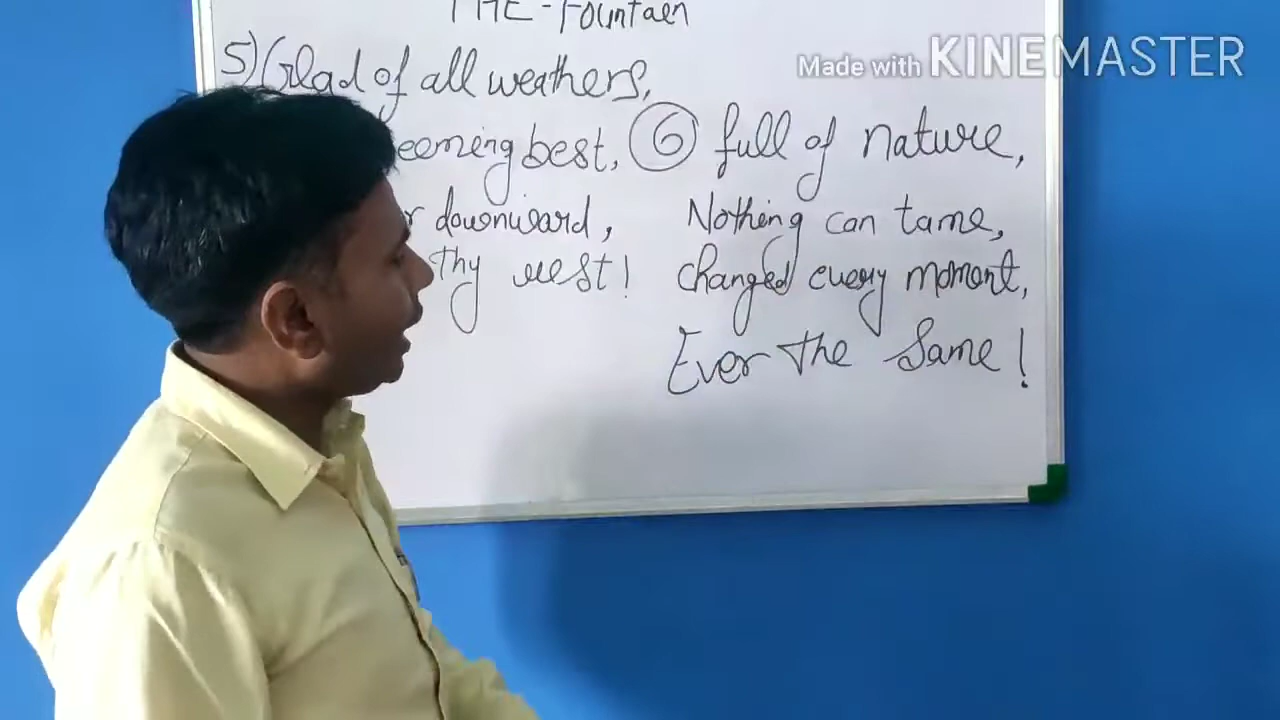 THE-Fountain
Made with KINEMASTER
5) Glad of all weathers,
eeming best,
r downward,
Thy rest!
6 full of nature,
Nothing can tame,
changed every moment,
Ever the Same!